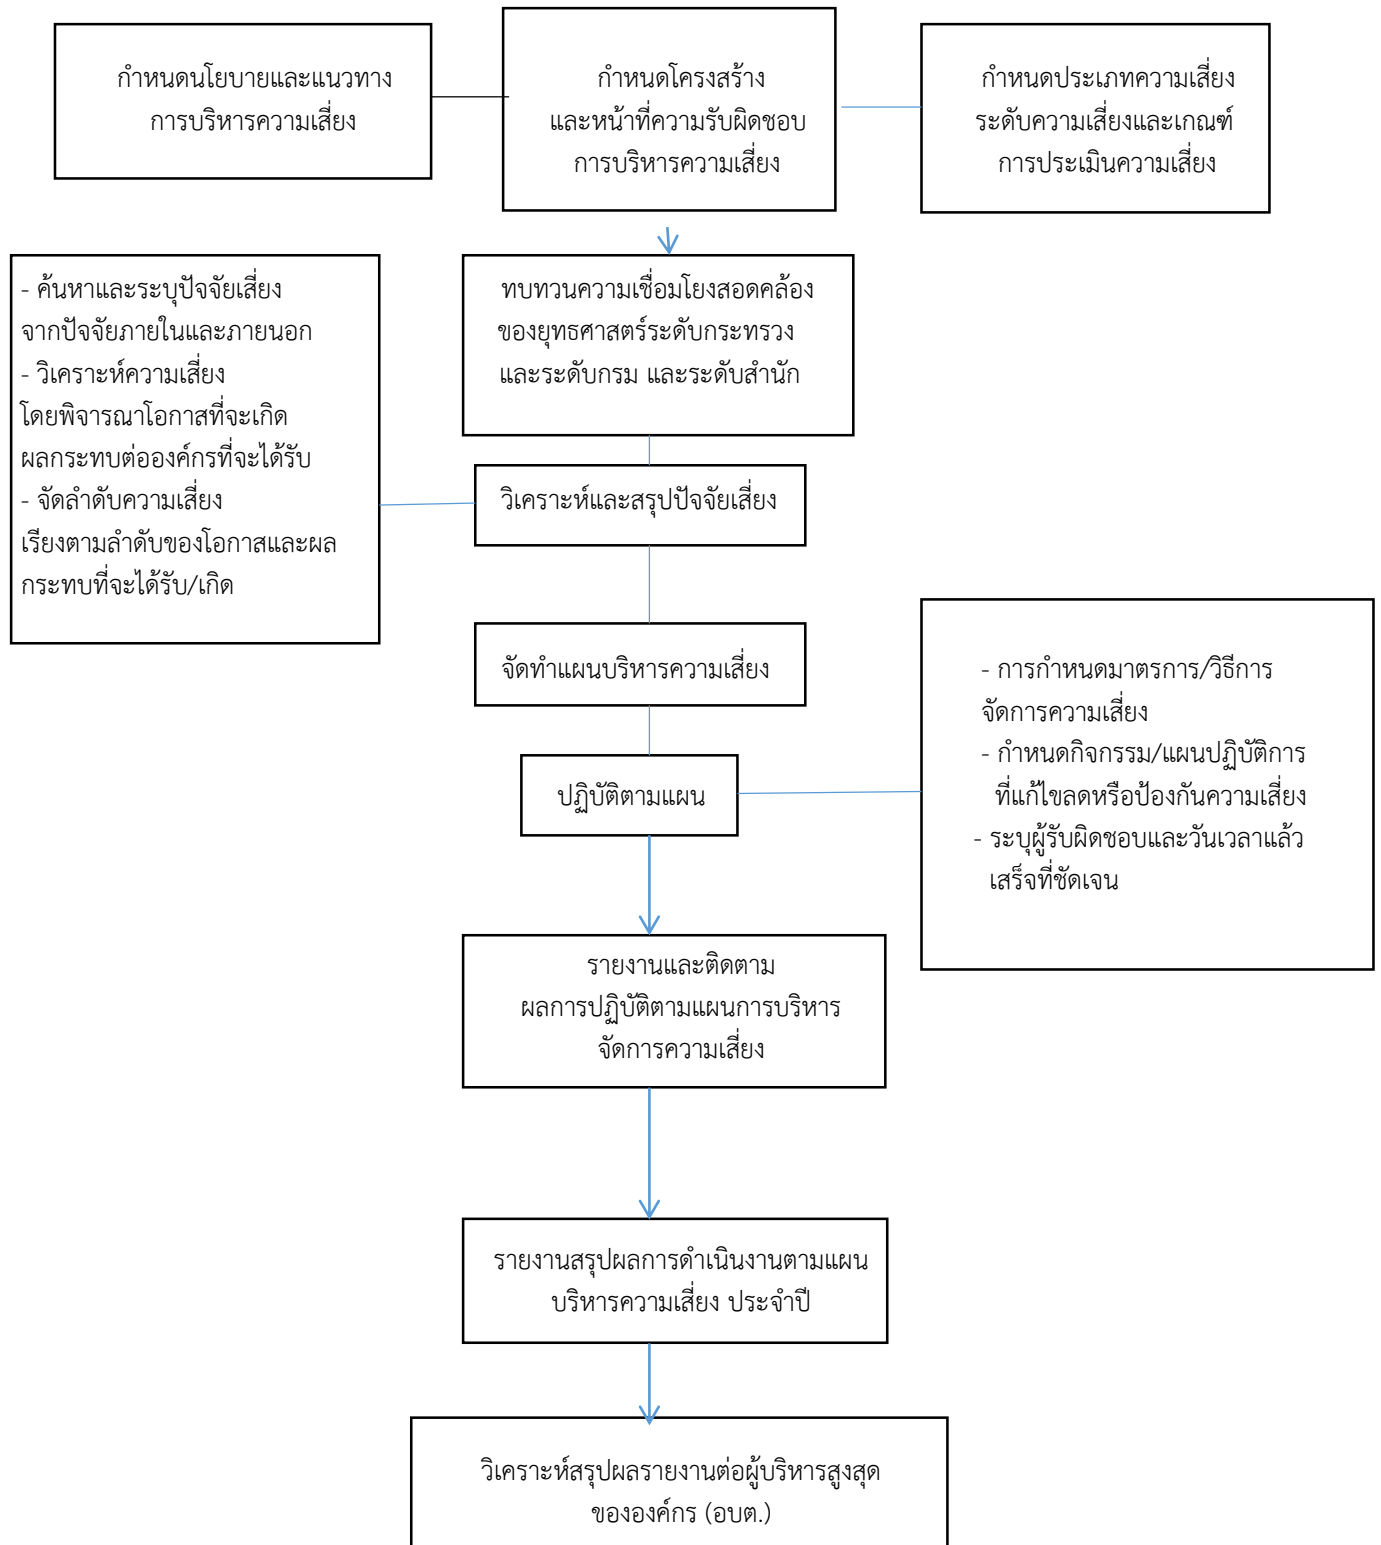 กำหนดนโยบายและแนวทาง
การบริหารความเสี่ยง
กำหนดโครงสร้าง
และหน้าที่ความรับผิดชอบ
การบริหารความเสี่ยง
กำหนดประเภทความเสี่ยง
ระดับความเสี่ยงและเกณฑ์
การประเมินความเสี่ยง
- ค้นหาและระบุปัจจัยเสี่ยง
จากปัจจัยภายในและภายนอก
- วิเคราะห์ความเสี่ยง
โดยพิจารณาโอกาสที่จะเกิด
ผลกระทบต่อองค์กรที่จะได้รับ
- จัดลำดับความเสี่ยง
เรียงตามลำดับของโอกาสและผล
กระทบที่จะได้รับ/เกิด
ทบทวนความเชื่อมโยงสอดคล้อง
ของยุทธศาสตร์ระดับกระทรวง
และระดับกรม และระดับสำนัก
วิเคราะห์และสรุปปัจจัยเสี่ยง
จัดทำแผนบริหารความเสี่ยง
ปฏิบัติตามแผน
- การกำหนดมาตรการ/วิธีการ
จัดการความเสี่ยง
- กำหนดกิจกรรม/แผนปฏิบัติการ
ที่แก้ไขลดหรือป้องกันความเสี่ยง
- ระบุผู้รับผิดชอบและวันเวลาแล้ว
เสร็จที่ชัดเจน
รายงานและติดตาม
ผลการปฏิบัติตามแผนการบริหาร
จัดการความเสี่ยง
รายงานสรุปผลการดำเนินงานตามแผน
บริหารความเสี่ยง ประจำปี
วิเคราะห์สรุปผลรายงานต่อผู้บริหารสูงสุด
ขององค์กร (อบต.)